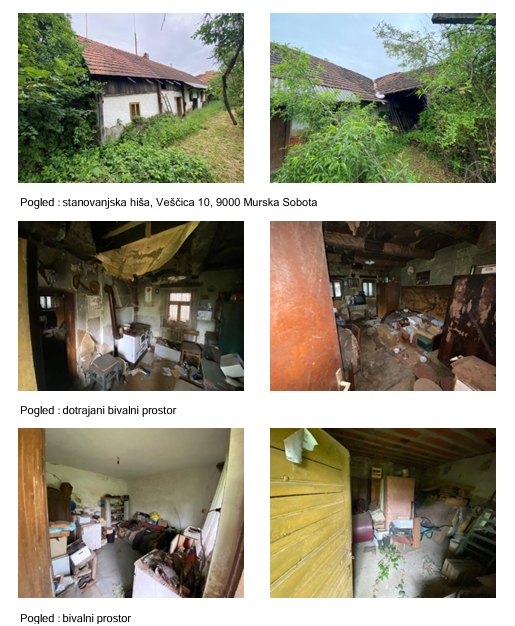 Pogled : stanovanjska hiša, Veščica 10, 9000 Murska Sobota
Pogled : dotrajani bivalni prostor
Pogled : bivalni prostor